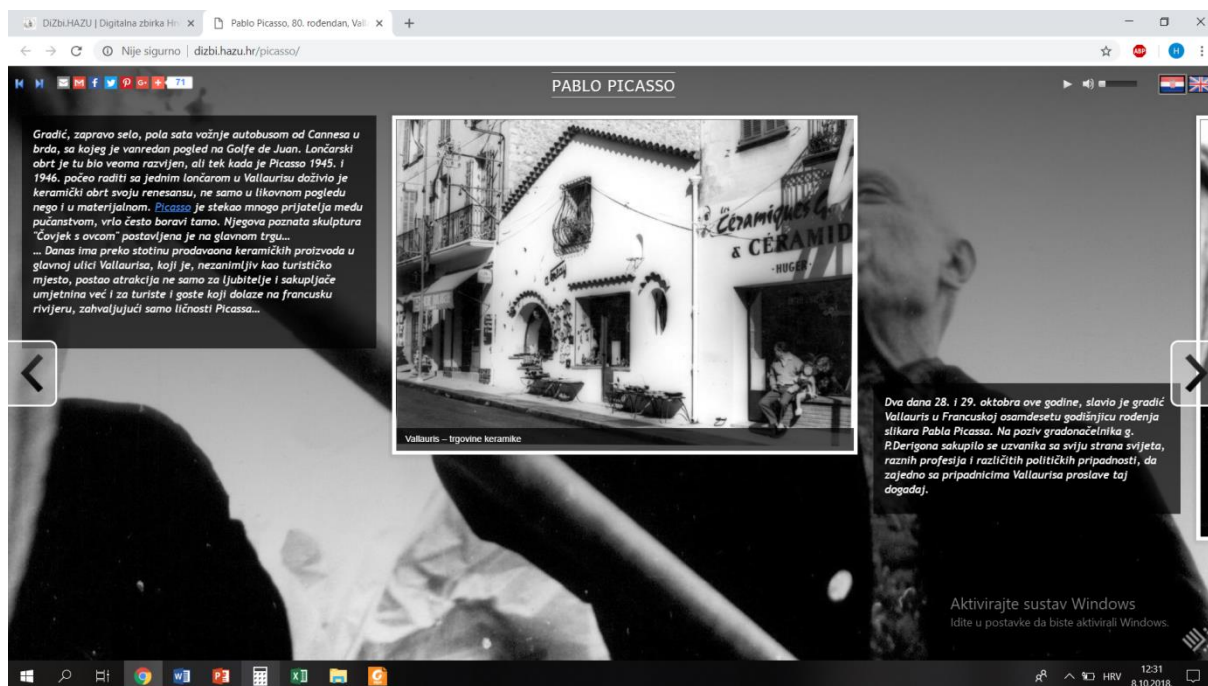 DiZbi.HAZU | Digitalna zbirka Hrv
Pablo Picasso, 80. rođendan, Vall
Nije sigurno | dizbi.hazu.hr/picasso/
ABP
H
71
PABLO PICASSO
Gradić, zapravo selo, pola sata vožnje autobusom od Cannesa u
brda, sa kojeg je vanredan pogled na Golfe de Juan. Lončarski
obrt je tu bio veoma razvijen, ali tek kada je Picasso 1945. i
1946. počeo raditi sa jednim lončarom u Vallaurisu doživio je
keramički obrt svoju renesansu, ne samo u likovnom pogledu
nego i u materijalnom. Picasso je stekao mnogo prijatelja medu
pučanstvom, vrlo često boravi tamo. Njegova poznata skulptura
"Čovjek s ovcom" postavljena je na glavnom trgu...
... Danas ima preko stotinu prodavaona keramičkih proizvoda u
glavnoj ulici Vallaurisa, koji je, nezanimljiv kao turističko
mjesto, postao atrakcija ne samo za ljubitelje i sakupljače
umjetnina već i za turiste i goste koji dolaze na francusku
rivijeru, zahvaljujući samo ličnosti Picassa...
Céramiques
& CÉRAMI
HUGER
Vallauris – trgovine keramike
Dva dana 28. i 29. oktobra ove godine, slavio je gradić
Vallauris u Francuskoj osamdesetu godišnjicu rođenja
slikara Pabla Picassa. Na poziv gradonačelnika g.
P.Derigona sakupilo se uzvanika sa sviju strana svijeta,
raznih profesija i različitih političkih pripadnosti, da
zajedno sa pripadnicima Vallaurisa proslave taj
događaj.
Aktivirajte sustav Windows
Idite u postavke da biste aktivirali Windows.
HRV
12:31
8.10.2018.